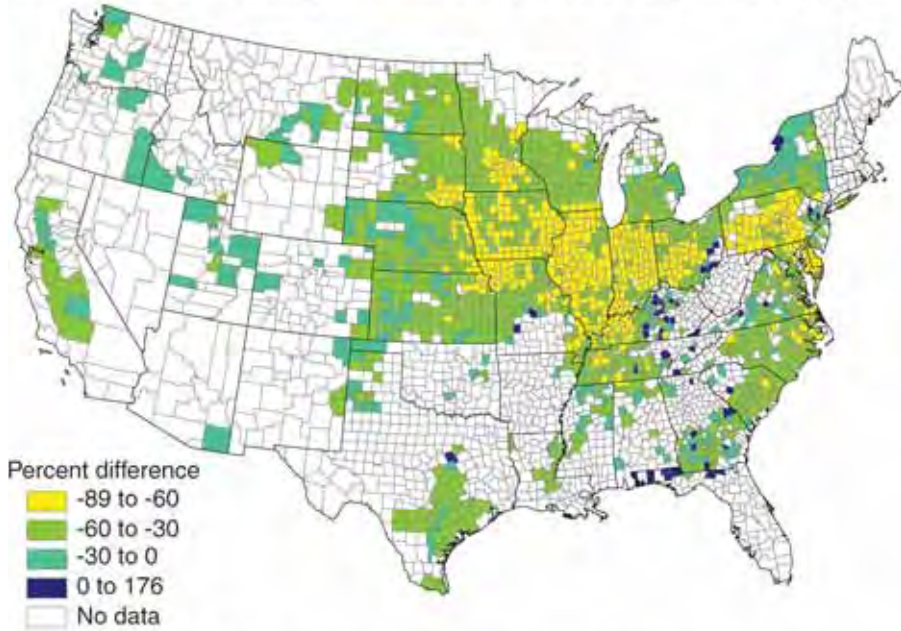 Percent difference
-89 to -60
-60 to -30
-30 to 0
0 to 176
No data